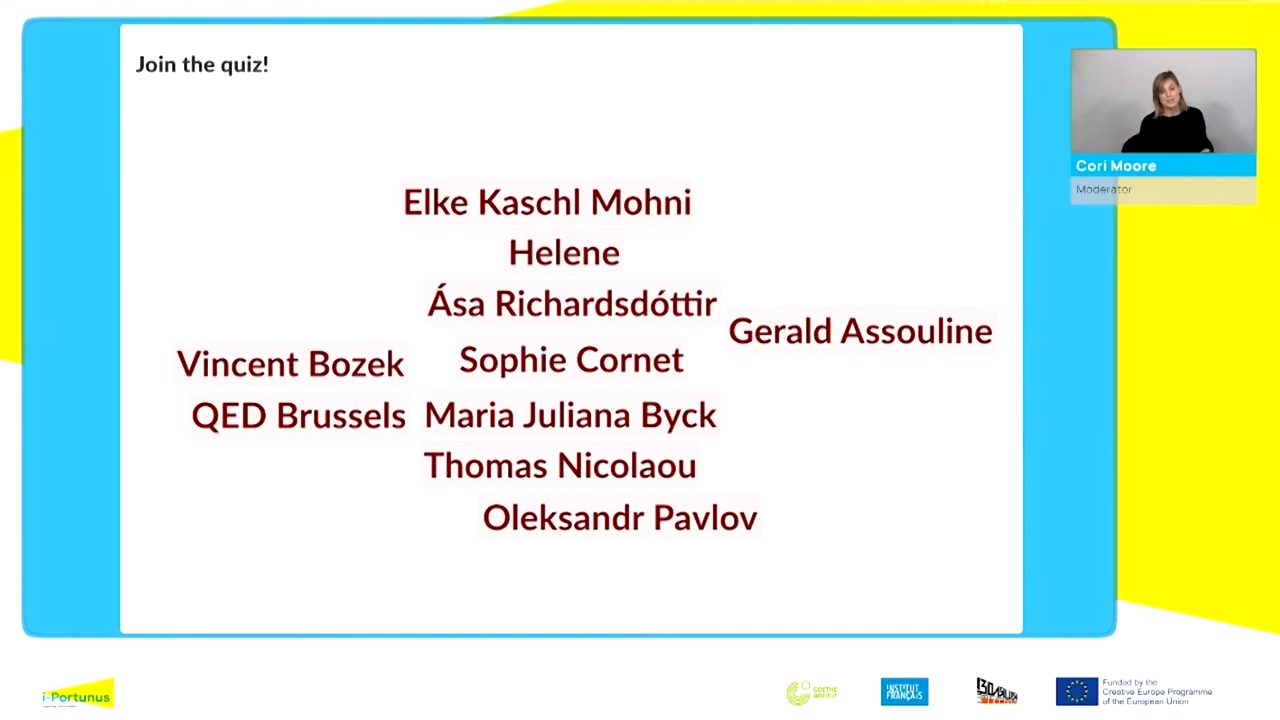 Join the quiz!
Cori Moore
Moderator
Elke Kaschl Mohni
Helene
Ása Richardsdóttir
Gerald Assouline
Vincent Bozek
Sophie Cornet
QED Brussels
Maria Juliana Byck
Thomas Nicolaou
Oleksandr Pavlov
i-Portunus
GOETHE
INSTITUT
INSTITUT
FRANÇAIS
Funded by the
Creative Europe Programme
of the European Union